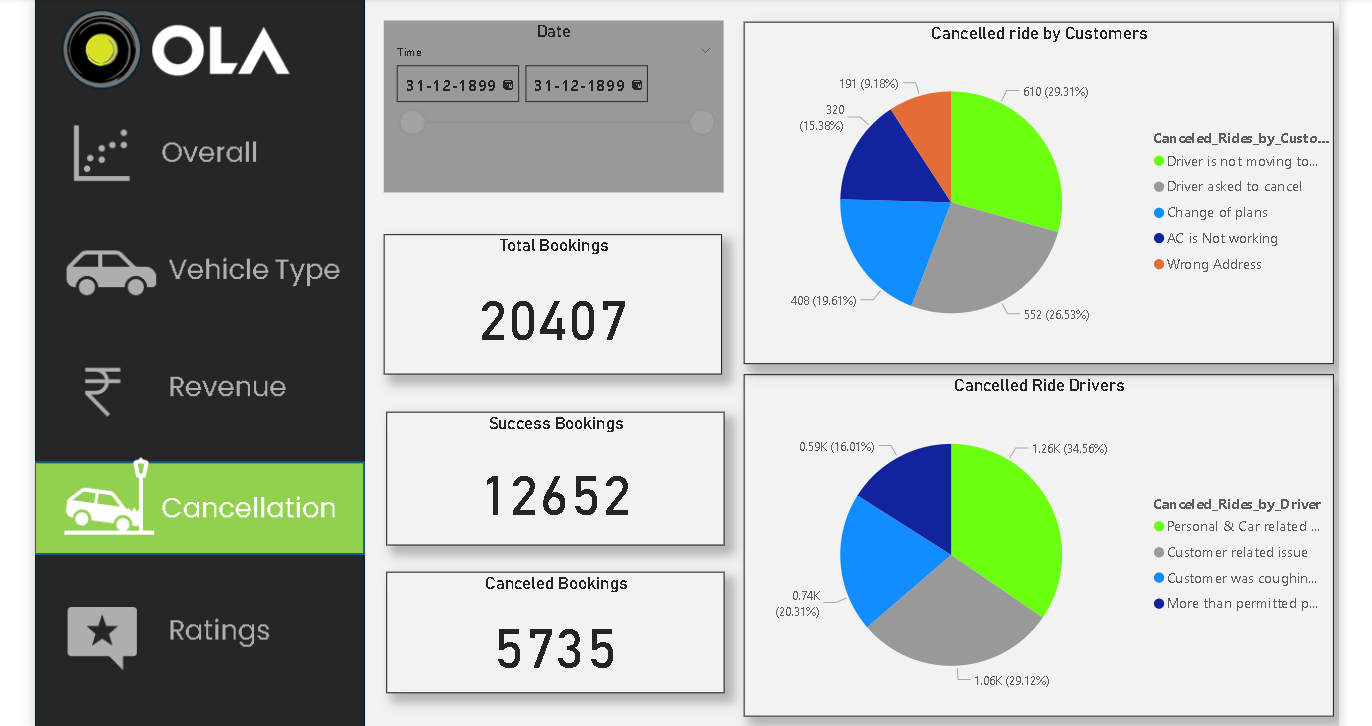 OLA
Overall
Vehicle Type
Revenue
Cancellation
Ratings
Date
Time
31-12-1899
31-12-1899
Total Bookings
20407
Success Bookings
12652
Canceled Bookings
5735
Cancelled ride by Customers
191 (9.18%)
610 (29.31%)
320
(15.38%)
408 (19.61%)
552 (26.53%)
Canceled_Rides_by_Custo...
Driver is not moving to...
Driver asked to cancel
Change of plans
AC is Not working
Wrong Address
Cancelled Ride Drivers
0.59K (16.01%)
1.26K (34.56%)
0.74K
(20.31%)
1.06K (29.12%)
Canceled_Rides_by_Driver
Personal & Car related ...
Customer related issue
Customer was coughin...
More than permitted p...